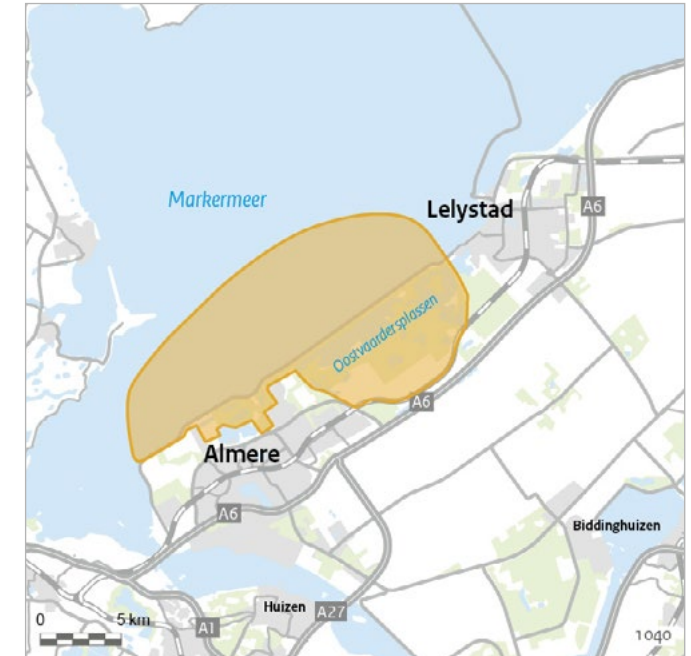 Markermeer
Lelystad
A6
Oostvaardersplassen
A6
Almere
A6
Biddinghuizen
Huizen
A27
A1
0 5 km
1040